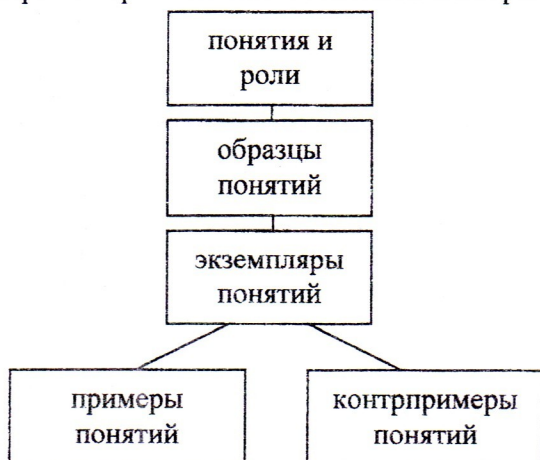 понятия и
роли
образцы
понятий
экземпляры
понятий
примеры
понятий
контрпримеры
понятий